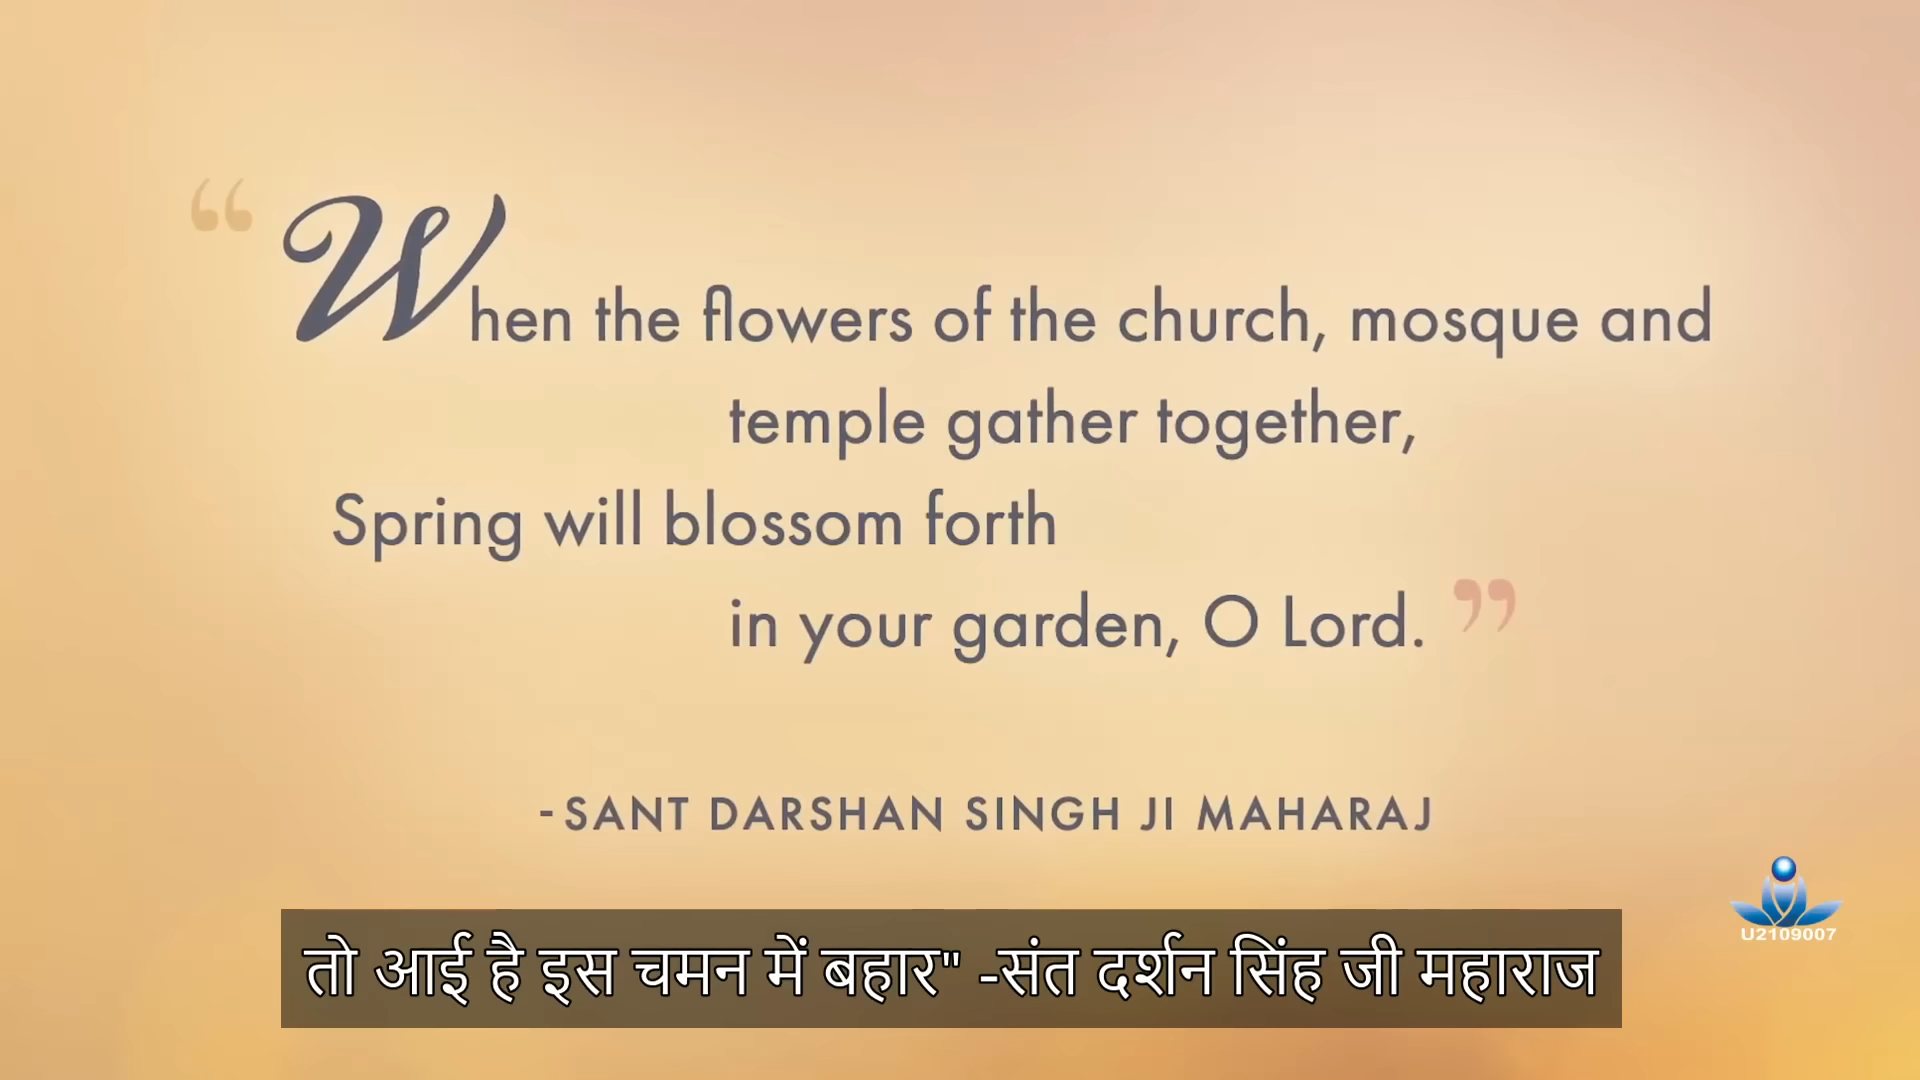 “When the flowers of the church, mosque and
temple gather together,
Spring will blossom forth
in your garden, O Lord.”
-SANT DARSHAN SINGH JI MAHARAJ
U2109007
तो आई है इस चमन में बहार" -संत दर्शन सिंह जी महाराज